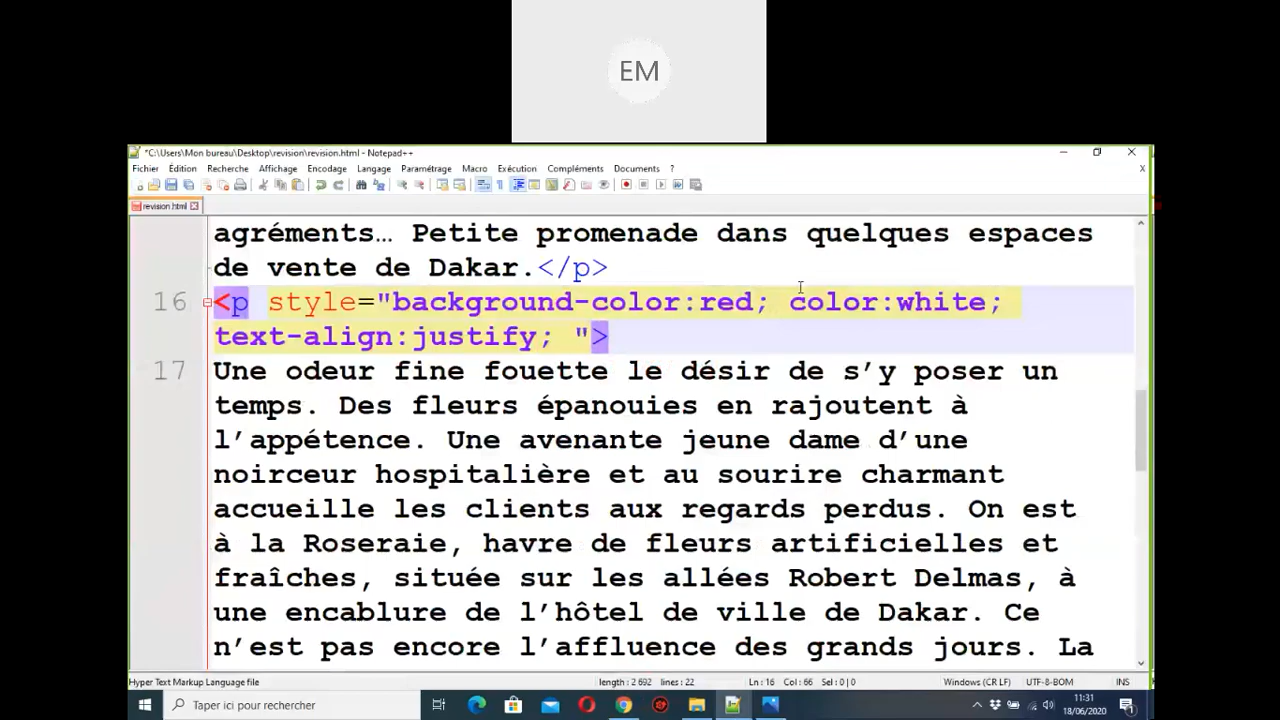 EM
*C:\Users\Mon bureau\Desktop\revision\revision.html - Notepad++
Fichier Édition Recherche Affichage Encodage Langage Paramétrage Macro Exécution Compléments Documents ? X
revision.html
agréments… Petite promenade dans quelques espaces
de vente de Dakar.</p>
16 <p style="background-color:red; color:white;
text-align:justify; ">
17 Une odeur fine fouette le désir de s’y poser un
temps. Des fleurs épanouies en rajoutent à
l’appétence. Une avenante jeune dame d’une
noirceur hospitalière et au sourire charmant
accueille les clients aux regards perdus. On est
à la Roseraie, havre de fleurs artificielles et
fraîches, située sur les allées Robert Delmas, à
une encablure de l’hôtel de ville de Dakar. Ce
n’est pas encore l’affluence des grands jours. La
Hyper Text Markup Language file length : 2 692 lines : 22 Ln : 16 Col : 66 Sel : 0 | 0 Windows (CR LF) UTF-8-BOM INS
Taper ici pour rechercher
11:31
18/06/2020